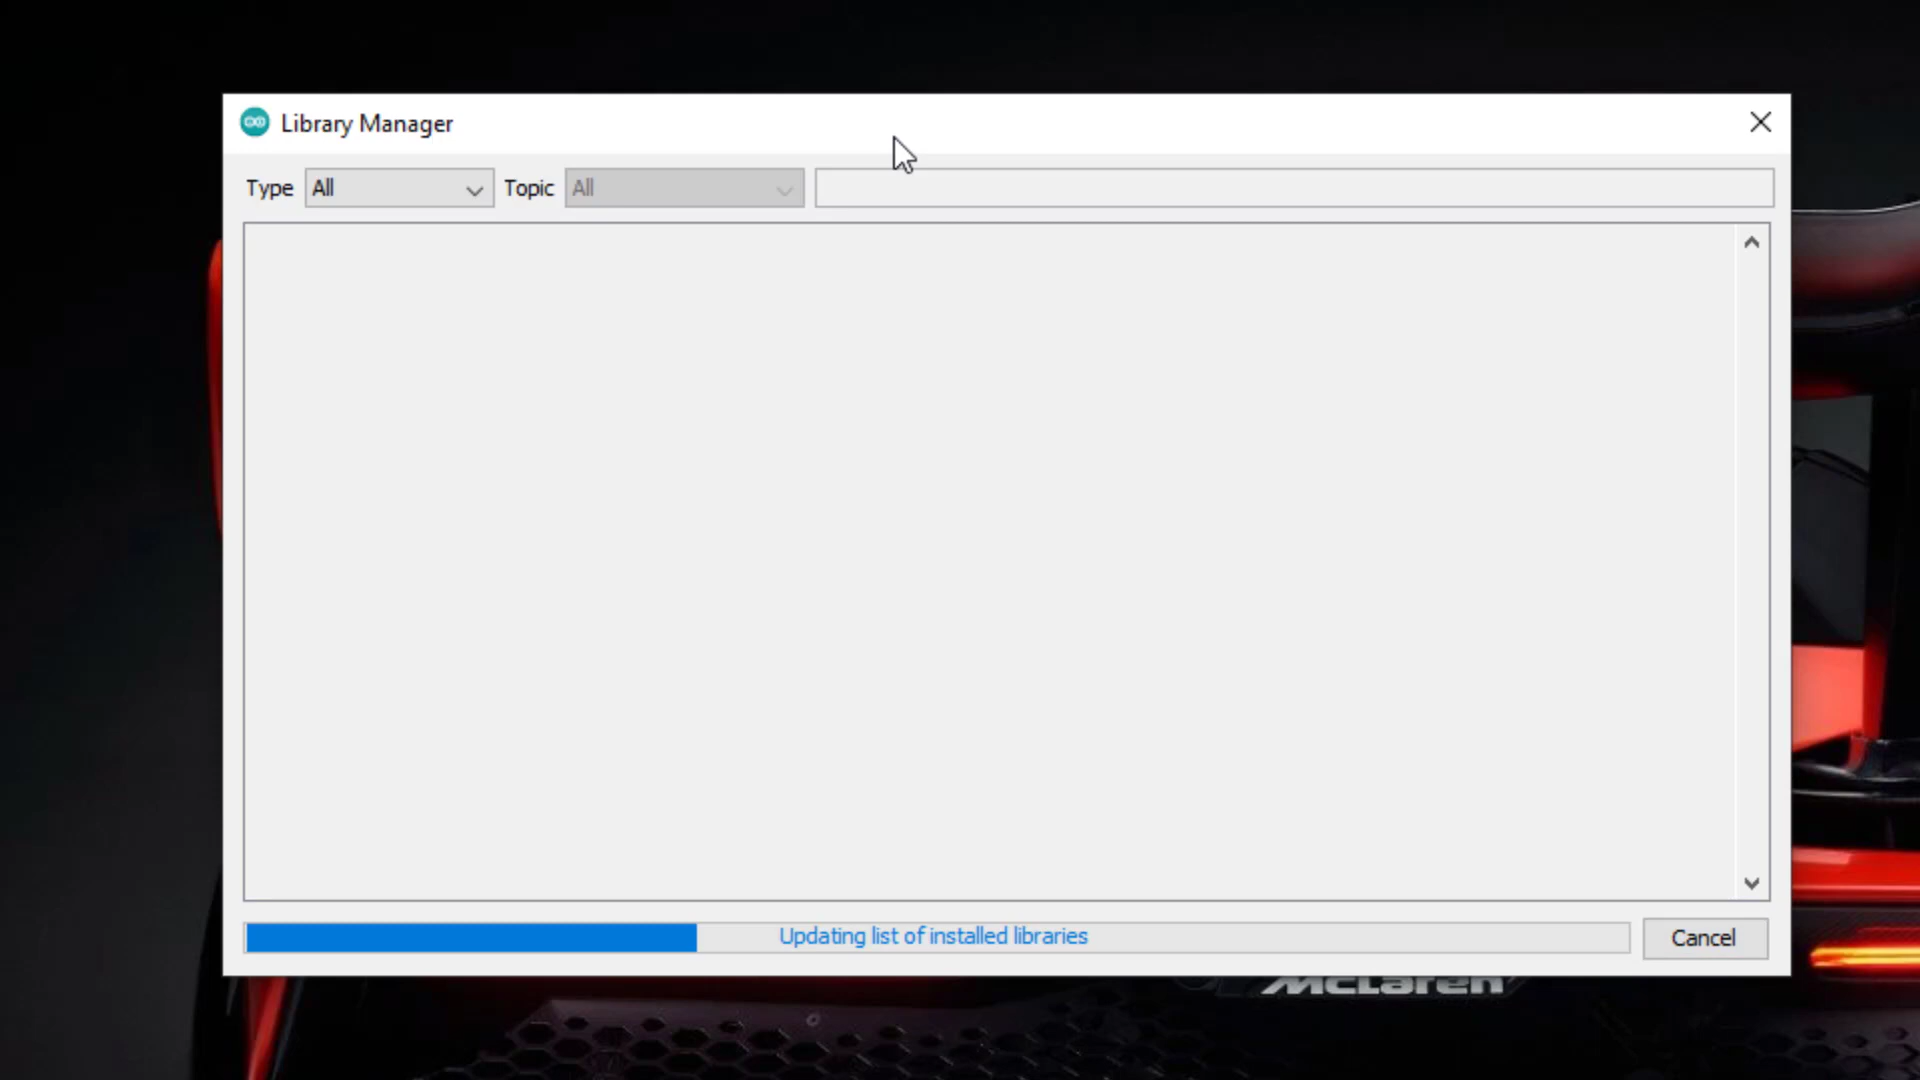 Library Manager
Type All Topic All
Updating list of installed libraries
Cancel
McLaren